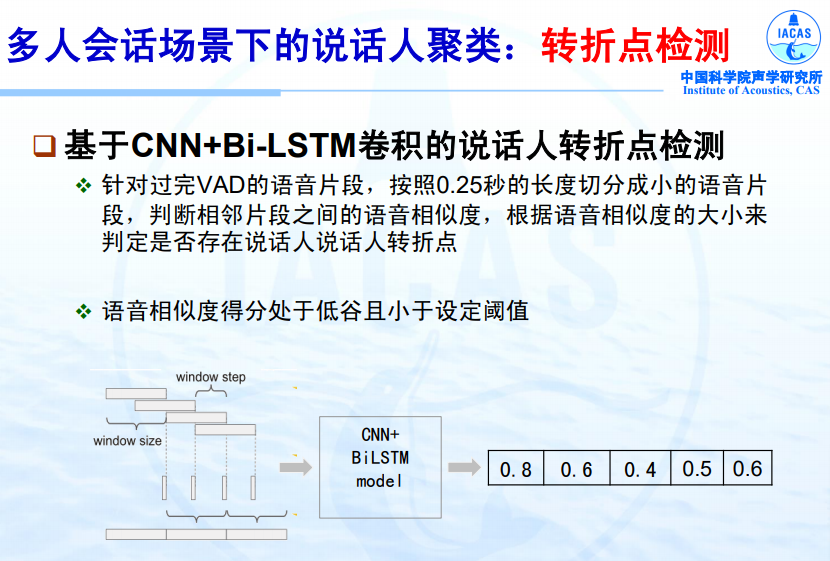 多人会话场景下的说话人聚类：转折点检测
IACAS
中国科学院声学研究所
Institute of Acoustics, CAS
基于CNN+Bi-LSTM卷积的说话人转折点检测
针对过完VAD的语音片段，按照0.25秒的长度切分成小的语音片
段，判断相邻片段之间的语音相似度，根据语音相似度的大小来
判定是否存在说话人说话人转折点
语音相似度得分处于低谷且小于设定阈值
window step
window size
CNN+
BiLSTM
model
0.8 0.6 0.4 0.5 0.6